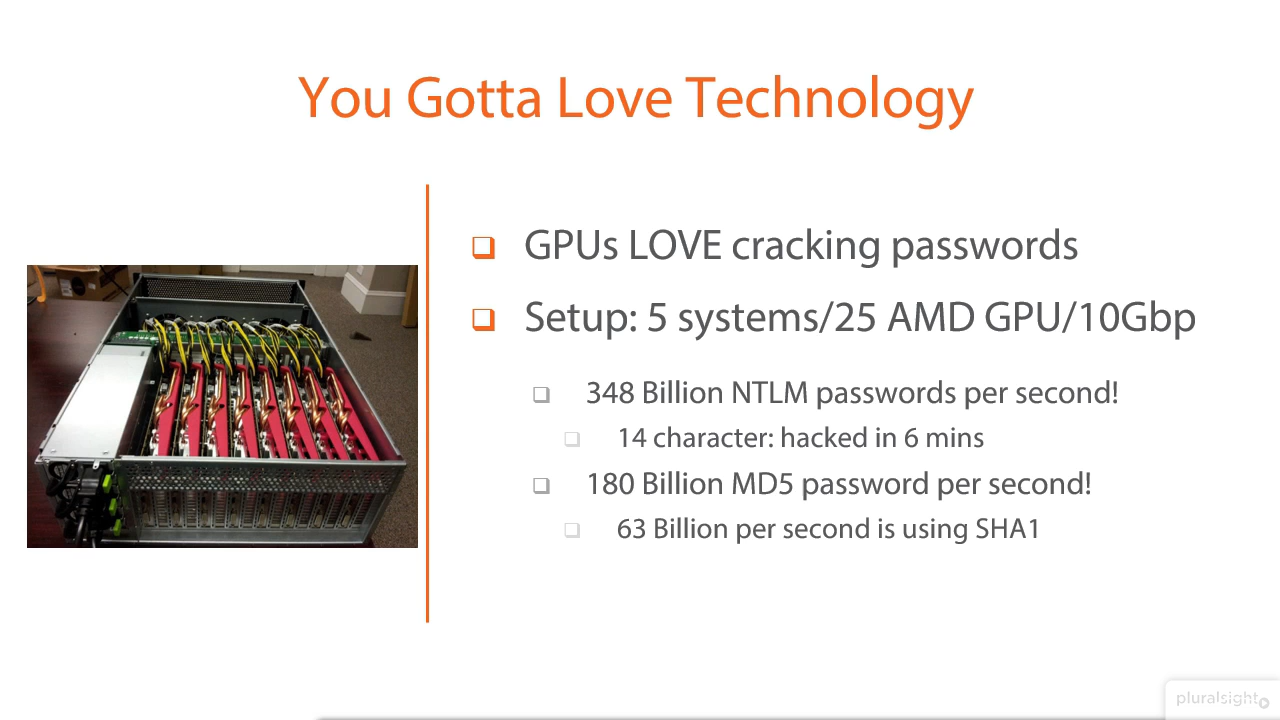 You Gotta Love Technology
GPUs LOVE cracking passwords
Setup: 5 systems/25 AMD GPU/10Gbp
348 Billion NTLM passwords per second!
14 character: hacked in 6 mins
180 Billion MD5 password per second!
63 Billion per second is using SHA1
pluralsight